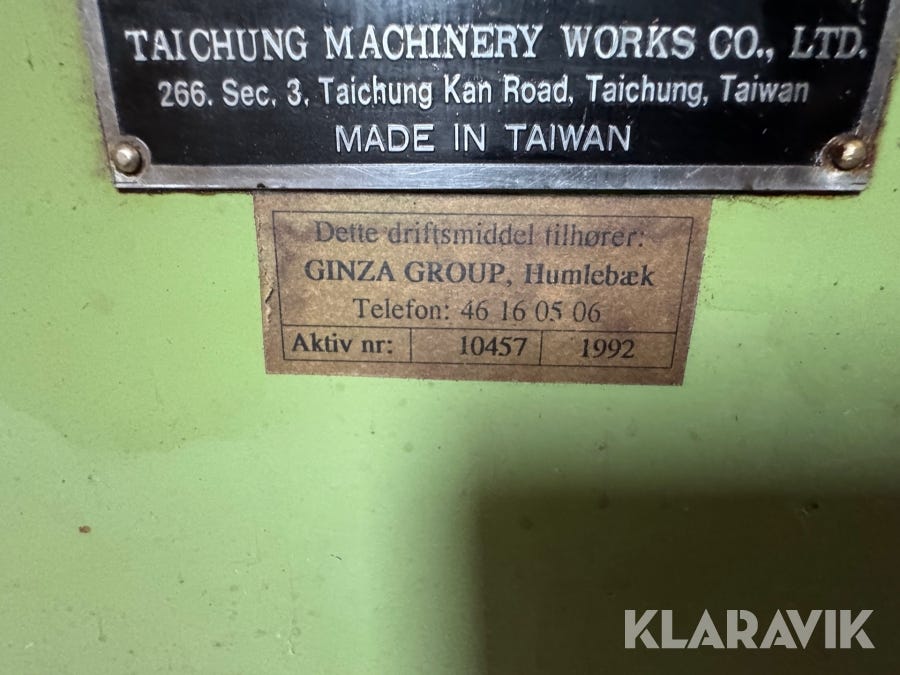 TAICHUNG MACHINERY WORKS CO., LTD.
266. Sec. 3. Taichung Kan Road, Taichung, Taiwan
MADE IN TAIWAN
Dette driftsmiddel tilhører:
GINZA GROUP, Humlebæk
Telefon: 46 16 05 06
Aktiv nr: 10457 1992
KLARAVIK